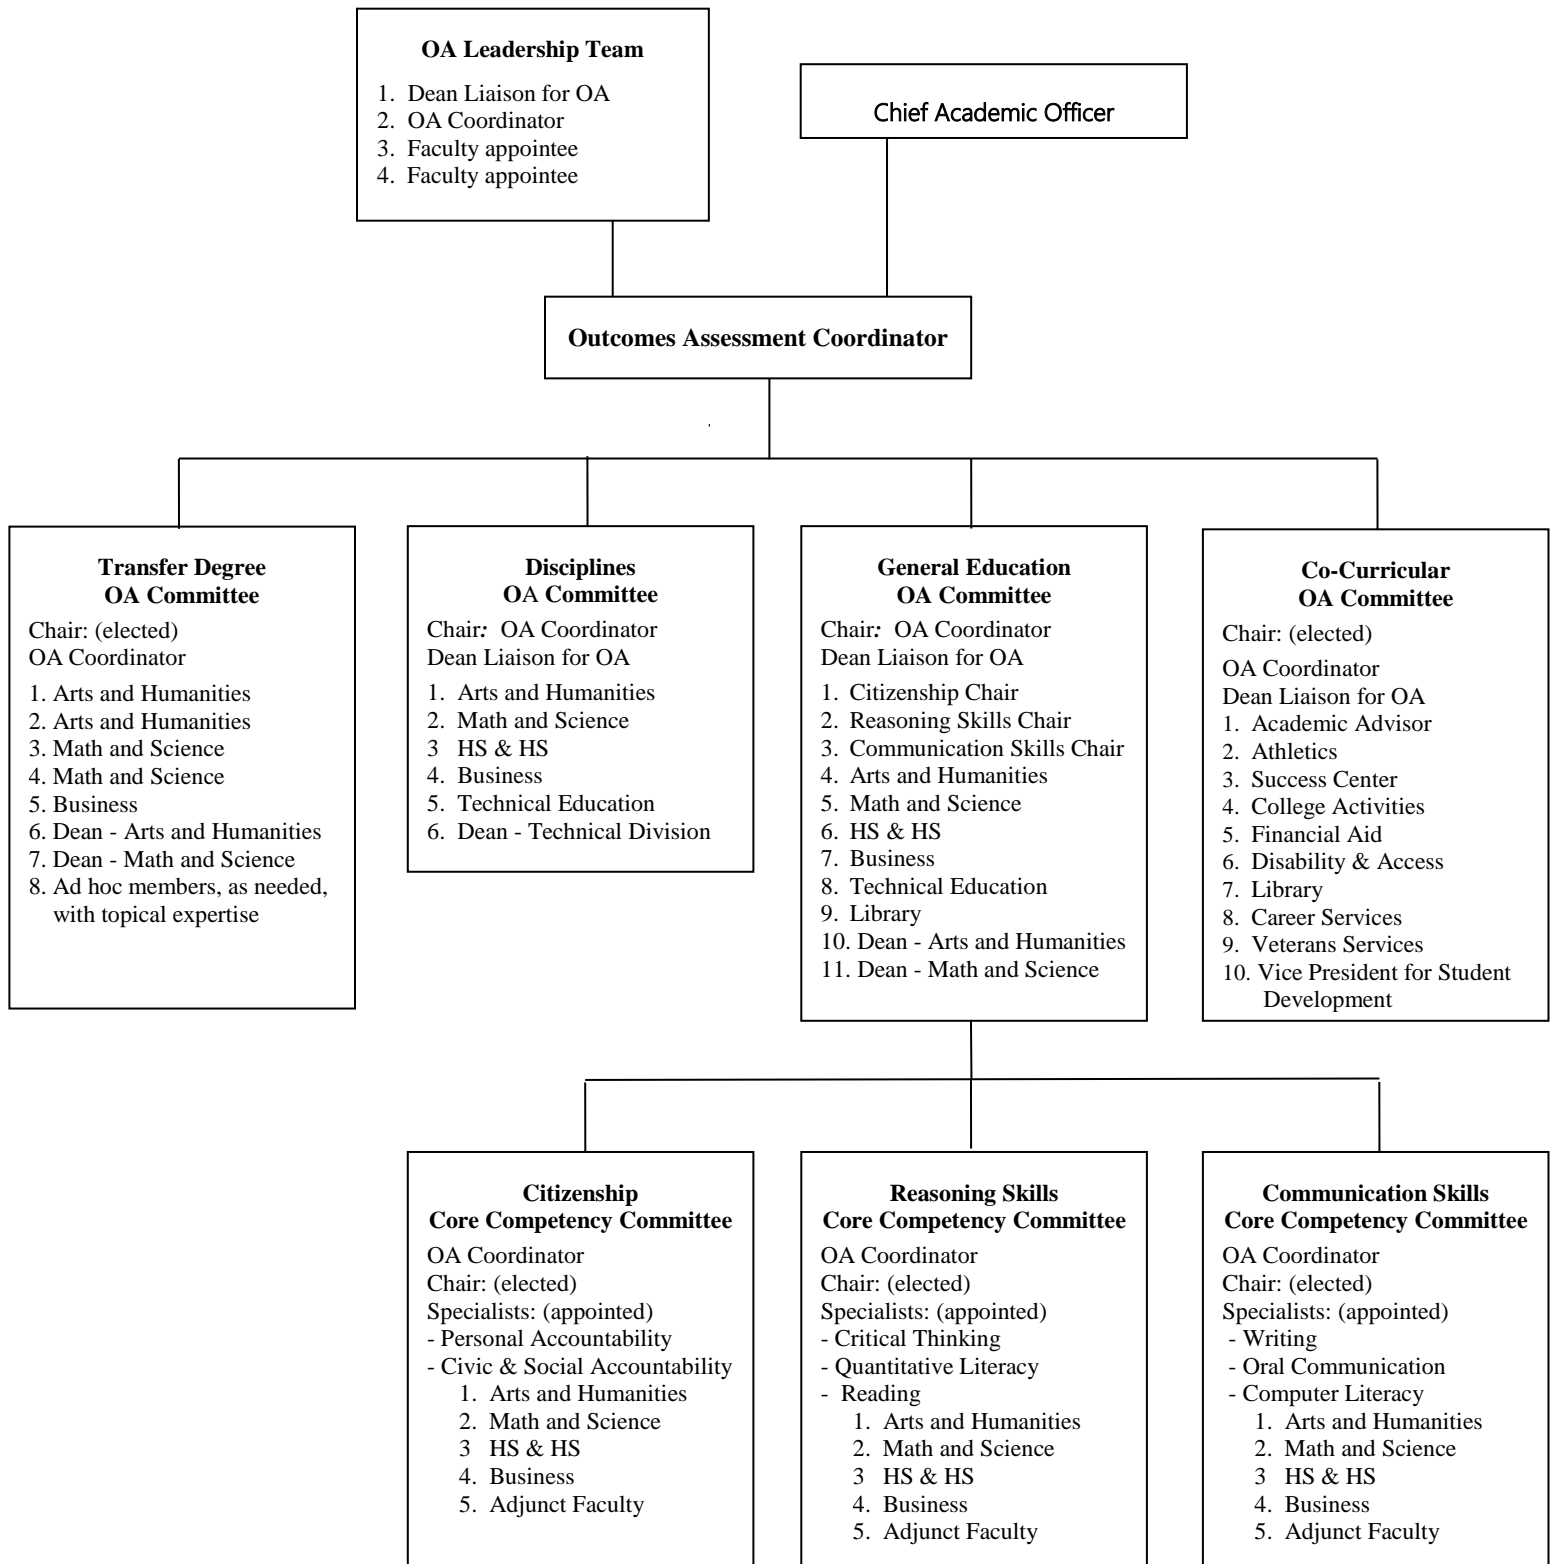 OA Leadership Team
1. Dean Liaison for OA
2. OA Coordinator
3. Faculty appointee
4. Faculty appointee
Chief Academic Officer
Outcomes Assessment Coordinator
Transfer Degree
OA Committee
Chair: (elected)
OA Coordinator
1. Arts and Humanities
2. Arts and Humanities
3. Math and Science
4. Math and Science
5. Business
6. Dean - Arts and Humanities
7. Dean - Math and Science
8. Ad hoc members, as needed,
with topical expertise
Disciplines
OA Committee
Chair: OA Coordinator
Dean Liaison for OA
1. Arts and Humanities
2. Math and Science
3 HS & HS
4. Business
5. Technical Education
6. Dean - Technical Division
General Education
OA Committee
Chair: OA Coordinator
Dean Liaison for OA
1. Citizenship Chair
2. Reasoning Skills Chair
3. Communication Skills Chair
4. Arts and Humanities
5. Math and Science
6. HS & HS
7. Business
8. Technical Education
9. Library
10. Dean - Arts and Humanities
11. Dean - Math and Science
Co-Curricular
OA Committee
Chair: (elected)
OA Coordinator
Dean Liaison for OA
1. Academic Advisor
2. Athletics
3. Success Center
4. College Activities
5. Financial Aid
6. Disability & Access
7. Library
8. Career Services
9. Veterans Services
10. Vice President for Student
Development
Citizenship
Core Competency Committee
OA Coordinator
Chair: (elected)
Specialists: (appointed)
- Personal Accountability
- Civic & Social Accountability
1. Arts and Humanities
2. Math and Science
3 HS & HS
4. Business
5. Adjunct Faculty
Reasoning Skills
Core Competency Committee
OA Coordinator
Chair: (elected)
Specialists: (appointed)
- Critical Thinking
- Quantitative Literacy
- Reading
1. Arts and Humanities
2. Math and Science
3 HS & HS
4. Business
5. Adjunct Faculty
Communication Skills
Core Competency Committee
OA Coordinator
Chair: (elected)
Specialists: (appointed)
- Writing
- Oral Communication
- Computer Literacy
1. Arts and Humanities
2. Math and Science
3 HS & HS
4. Business
5. Adjunct Faculty